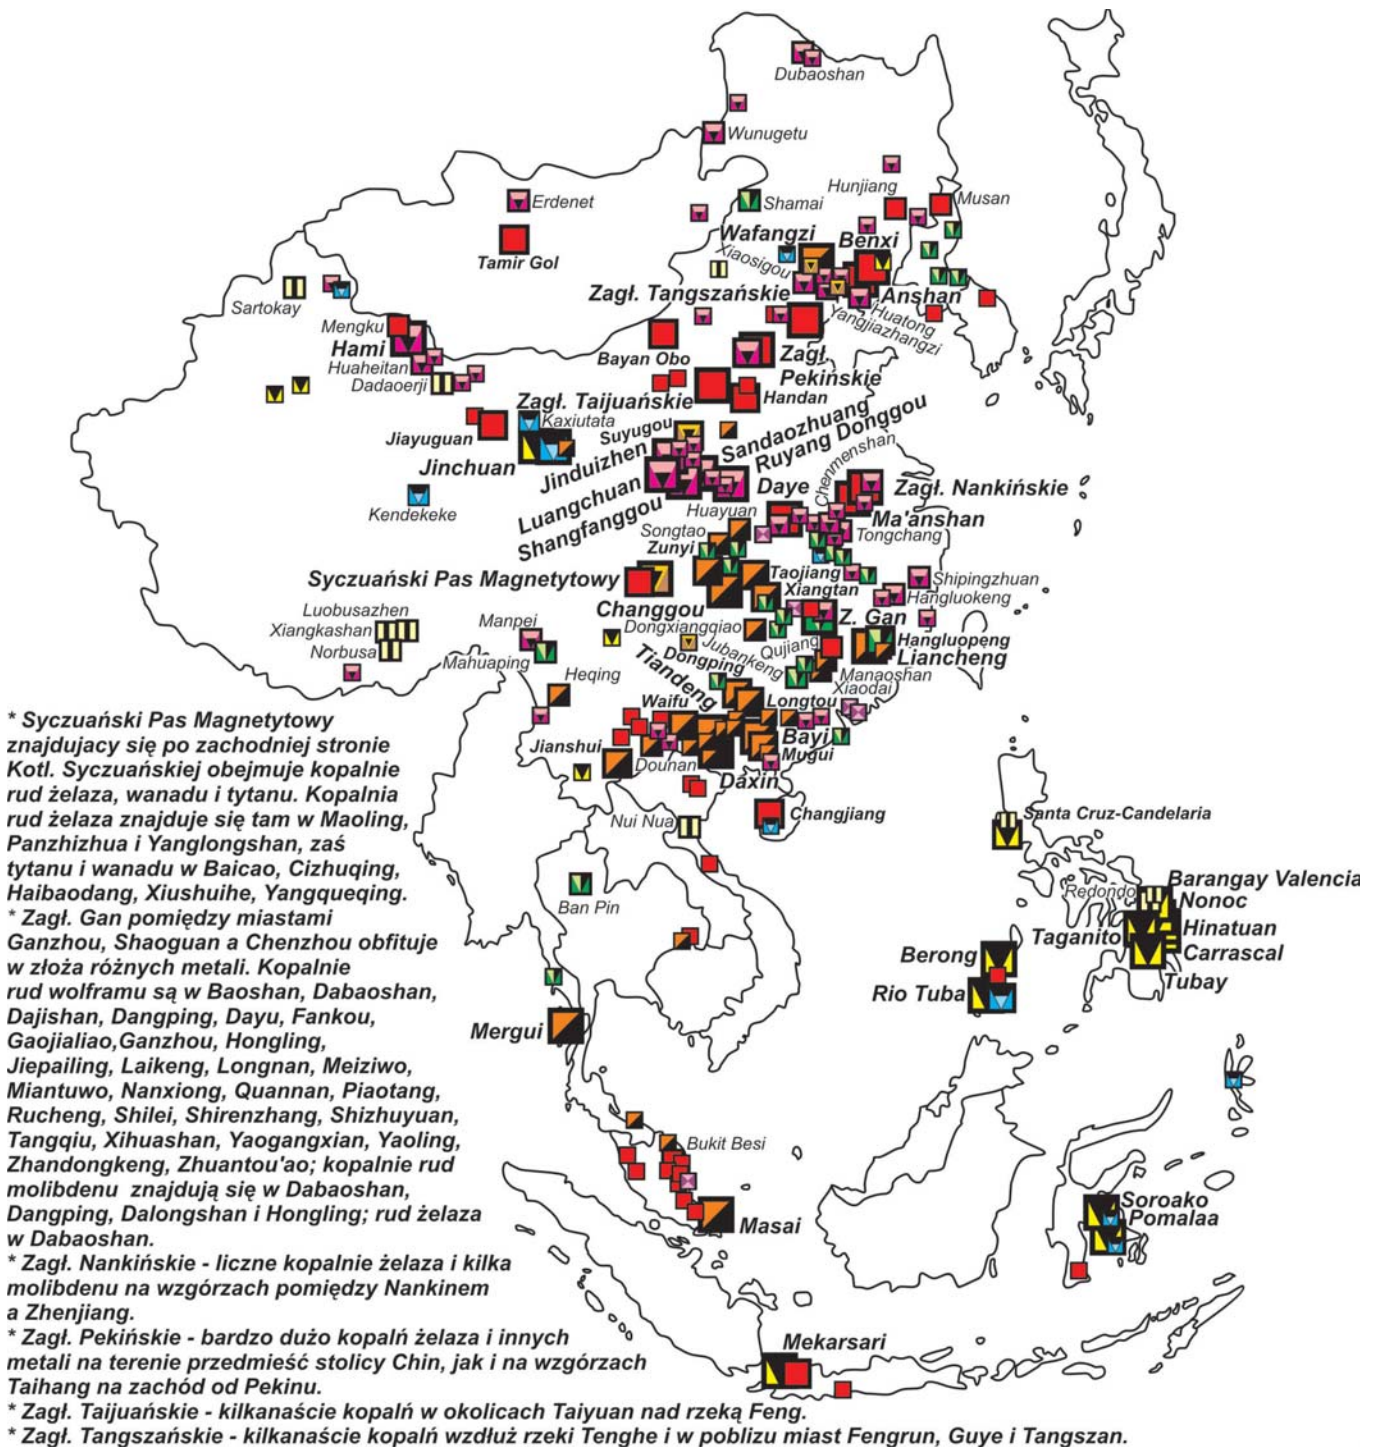 Dubaoshan
Wunugetu
Erdenet
Shamai
Hunjiang
Musan
Tamir Gol
Wafangzi
Benxi
Xiaosigou
Sartokay
Zagł. Tangszańskie
Anshan
Huatong
Yangjiazhangzi
Mengku
Hami
Bayan Obo
Zagł.
Pekińskie
Huaheitan
Dadaoerji
Handan
Zagł. Taijuańskie
Jiayuguan
Kaxiutata
Suyugou
Sandaozhuang
Ruyang Donggou
Jinchuan
Jinduizhen
Chenmenshan
Luangchuan
Daye
Zagł. Nankińskie
Kendekeke
Shangfanggou
Huayuan
Ma'anshan
Songtao
Tongchang
Zunyi
Syczuański Pas Magnetytowy
Taojiang
Shipingzhuan
Xiangtan
Hangluokeng
Luobusazhen
Changgou
Z. Gan
Xiangkashan
Manpei
Dongxiangqiao
Hangluopeng
Norbusa
Jubankeng
Qujiang
Liancheng
Mahuaping
Dongping
Manaoshan
Heqing
Tiandeng
Xiaodai
Waifu
Longtou
Bayi
Jianshui
Dounan
Mugui
Daxin
Changjiang
Nui Nua
Santa Cruz-Candelaria
Ban Pin
Barangay Valencia
Redondo
Nonoc
Taganito
Hinatuan
Berong
Carrascal
Tubay
Rio Tuba
Mergui
Bukit Besi
Masai
Soroako
Pomalaa
Mekarsari
* Syczuański Pas Magnetytowy
znajdujacy się po zachodniej stronie
Kotl. Syczuańskiej obejmuje kopalnie
rud żelaza, wanadu i tytanu. Kopalnia
rud żelaza znajduje się tam w Maoling,
Panzhizhua i Yanglongshan, zaś
tytanu i wanadu w Baicao, Cizhuqing,
Haibaodang, Xiushuihe, Yangqueqing.
* Zagł. Gan pomiędzy miastami
Ganzhou, Shaoguan a Chenzhou obfituje
w złoża różnych metali. Kopalnie
rud wolframu są w Baoshan, Dabaoshan,
Dajishan, Dangping, Dayu, Fankou,
Gaojialiao,Ganzhou, Hongling,
Jiepailing, Laikeng, Longnan, Meiziwo,
Miantuwo, Nanxiong, Quannan, Piaotang,
Rucheng, Shilei, Shirenzhang, Shizhuyuan,
Tangqiu, Xihuashan, Yaogangxian, Yaoling,
Zhandongkeng, Zhuantou'ao; kopalnie rud
molibdenu znajdują się w Dabaoshan,
Dangping, Dalongshan i Hongling; rud żelaza
w Dabaoshan.
* Zagł. Nankińskie - liczne kopalnie żelaza i kilka
molibdenu na wzgórzach pomiędzy Nankinem
a Zhenjiang.
* Zagł. Pekińskie - bardzo dużo kopalń żelaza i innych
metali na terenie przedmieść stolicy Chin, jak i na wzgórzach
Taihang na zachód od Pekinu.
* Zagł. Taijuańskie - kilkanaście kopalń w okolicach Taiyuan nad rzeką Feng.
* Zagł. Tangszańskie - kilkanaście kopalń wzdłuż rzeki Tenghe i w poblizu miast Fengrun, Guye i Tangszan.